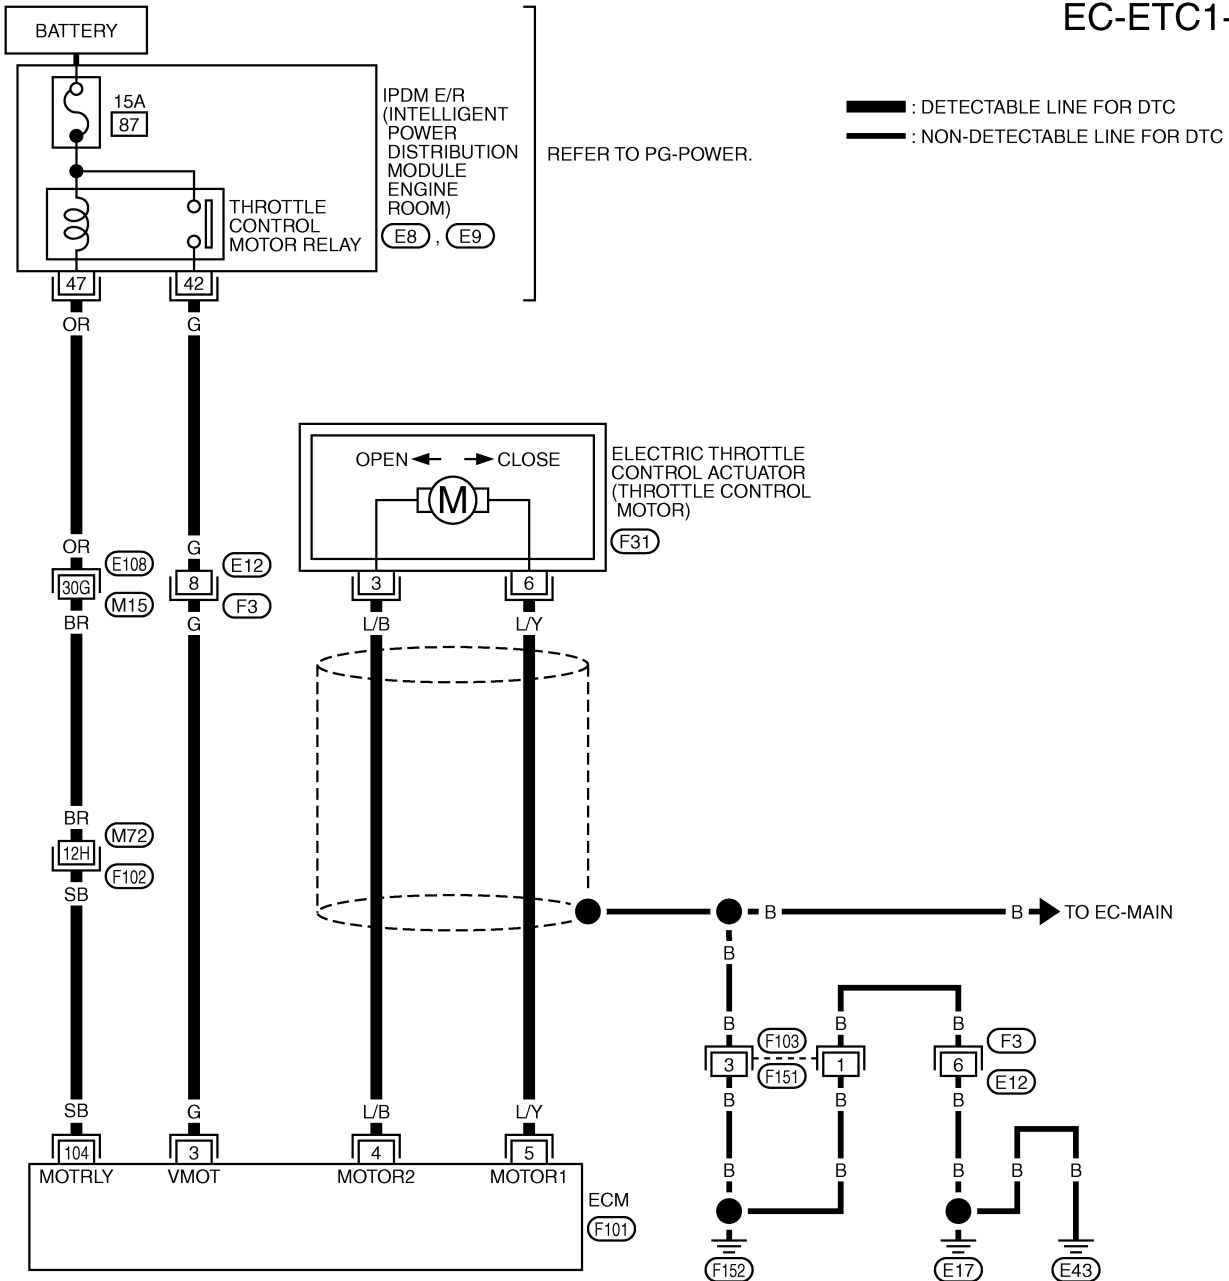 EC-ETC1-
BATTERY
15A
87
IPDM E/R
(INTELLIGENT
POWER
DISTRIBUTION
MODULE
ENGINE
ROOM)
E8 , E9
REFER TO PG-POWER.
: DETECTABLE LINE FOR DTC
: NON-DETECTABLE LINE FOR DTC
THROTTLE
CONTROL
MOTOR RELAY
47 42
OR G
OPEN CLOSE
M
ELECTRIC THROTTLE
CONTROL ACTUATOR
(THROTTLE CONTROL
MOTOR)
F31
OR G
E108 E12
30G 8 3 6
M15 F3
BR G L/B L/Y
BR
M72
12H
F102
SB
B B TO EC-MAIN
B
B B B
F103 F3
3 1 6
F151 E12
B B B
SB G L/B L/Y
104 3 4 5
MOTRLY VMOT MOTOR2 MOTOR1
B B B B B
ECM
F101
F152 E17 E43